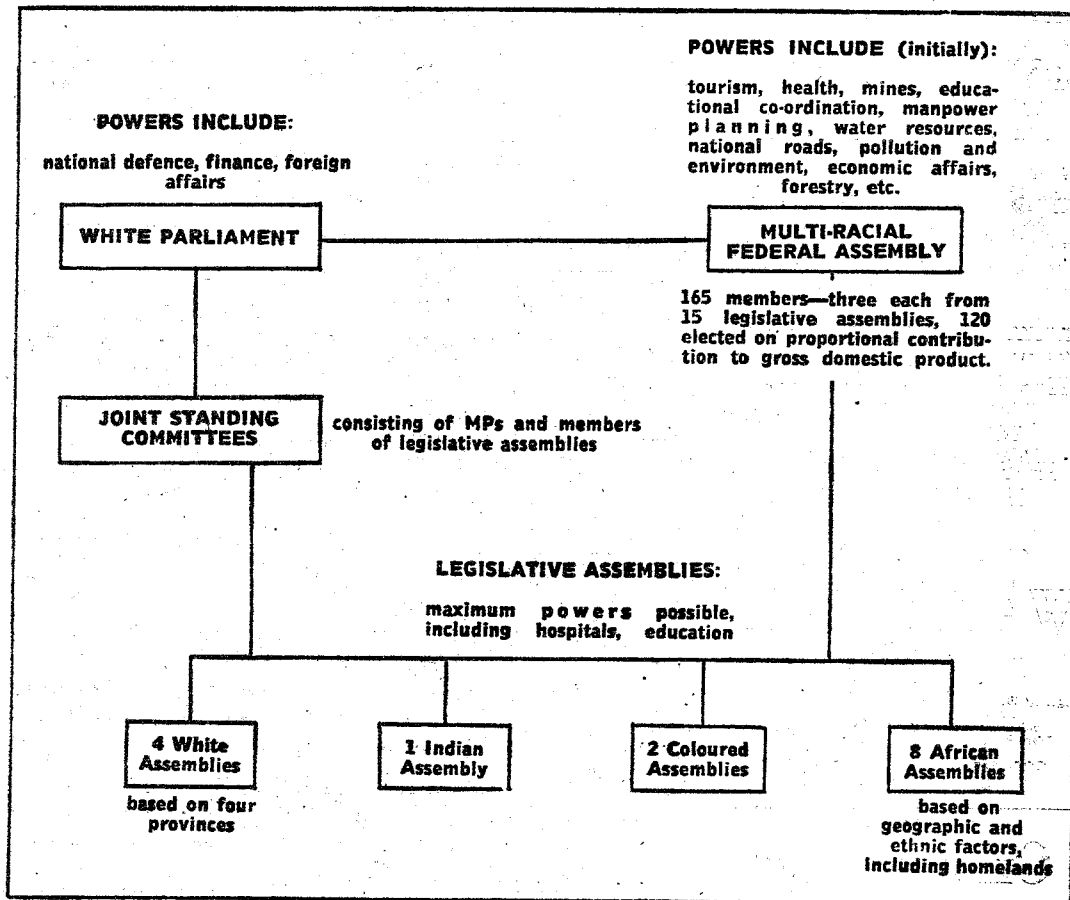 POWERS INCLUDE:
national defence, finance, foreign
affairs
WHITE PARLIAMENT
POWERS INCLUDE (initially):
tourism, health, mines, educa-
tional co-ordination, manpower
planning, water resources,
national roads, pollution and
environment, economic affairs,
forestry, etc.
MULTI-RACIAL
FEDERAL ASSEMBLY
165 members—three each from
15 legislative assemblies, 120
elected on proportional contribu-
tion to gross domestic product.
JOINT STANDING
COMMITTEES
consisting of MPs and members
of legislative assemblies
LEGISLATIVE ASSEMBLIES:
maximum powers possible,
including hospitals, education
4 White
Assemblies
based on four
provinces
1 Indian
Assembly
2 Coloured
Assemblies
8 African
Assemblies
based on
geographic and
ethnic factors,
including homelands